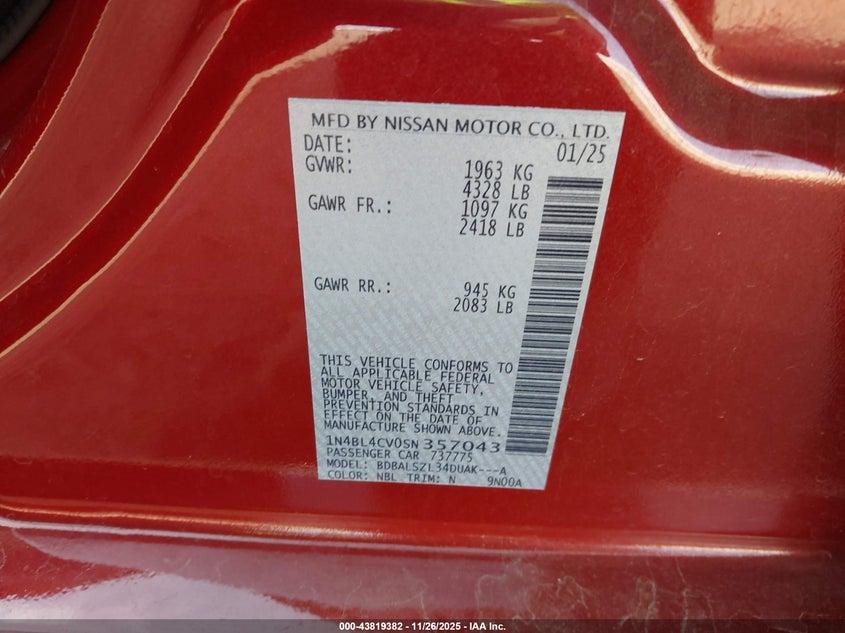 MFD BY NISSAN MOTOR CO., LTD.
DATE: 01/25
GVWR: 1963 KG
4328 LB
GAWR FR.: 1097 KG
2418 LB
GAWR RR.: 945 KG
2083 LB
THIS VEHICLE CONFORMS TO
ALL APPLICABLE FEDERAL
MOTOR VEHICLE SAFETY,
BUMPER, AND THEFT
PREVENTION STANDARDS IN
EFFECT ON THE DATE OF
MANUFACTURE SHOWN ABOVE.
1N4BL4CV0SN357043
PASSENGER CAR 737775
MODEL: BDBALSZL34DUAK---A
COLOR: NBL TRIM: N 9N00A
000-43819382 - 11/26/2025 - IAA Inc.